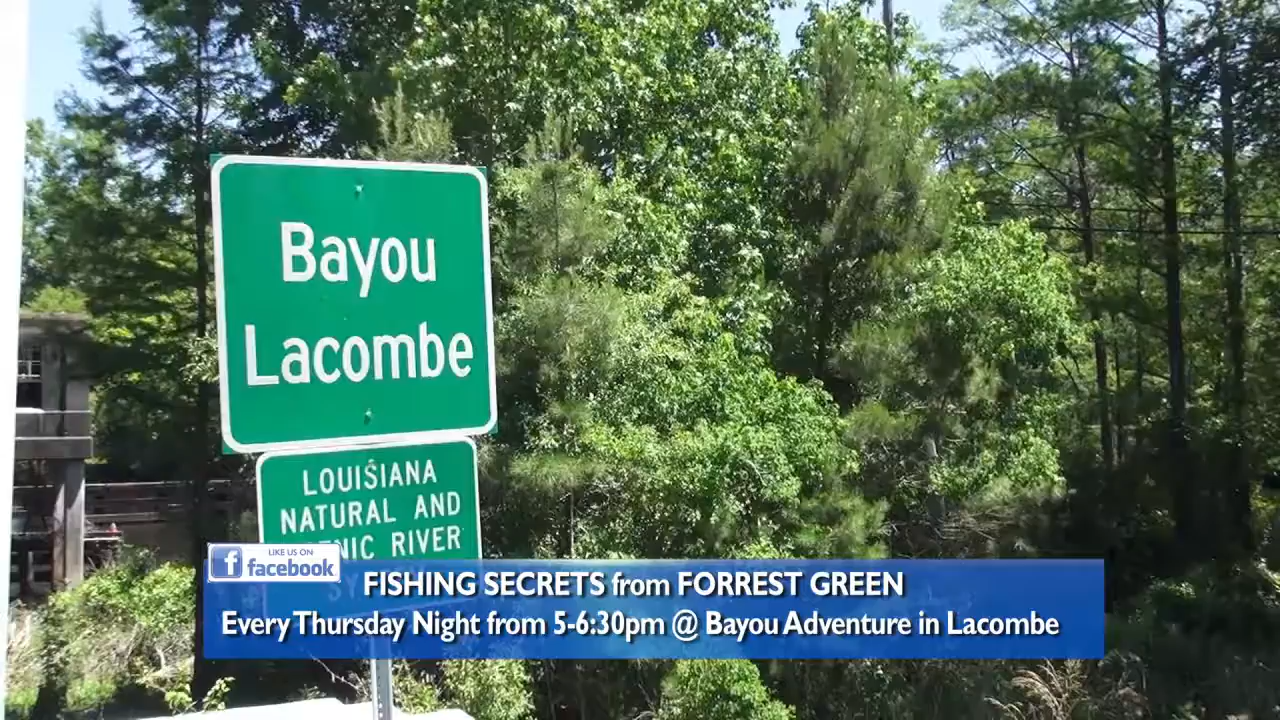 Bayou
Lacombe
LOUISIANA
NATURAL AND
RIVER
LIKE US ON
facebook
FISHING SECRETS from FORREST GREEN
Every Thursday Night from 5-6:30pm @ Bayou Adventure in Lacombe